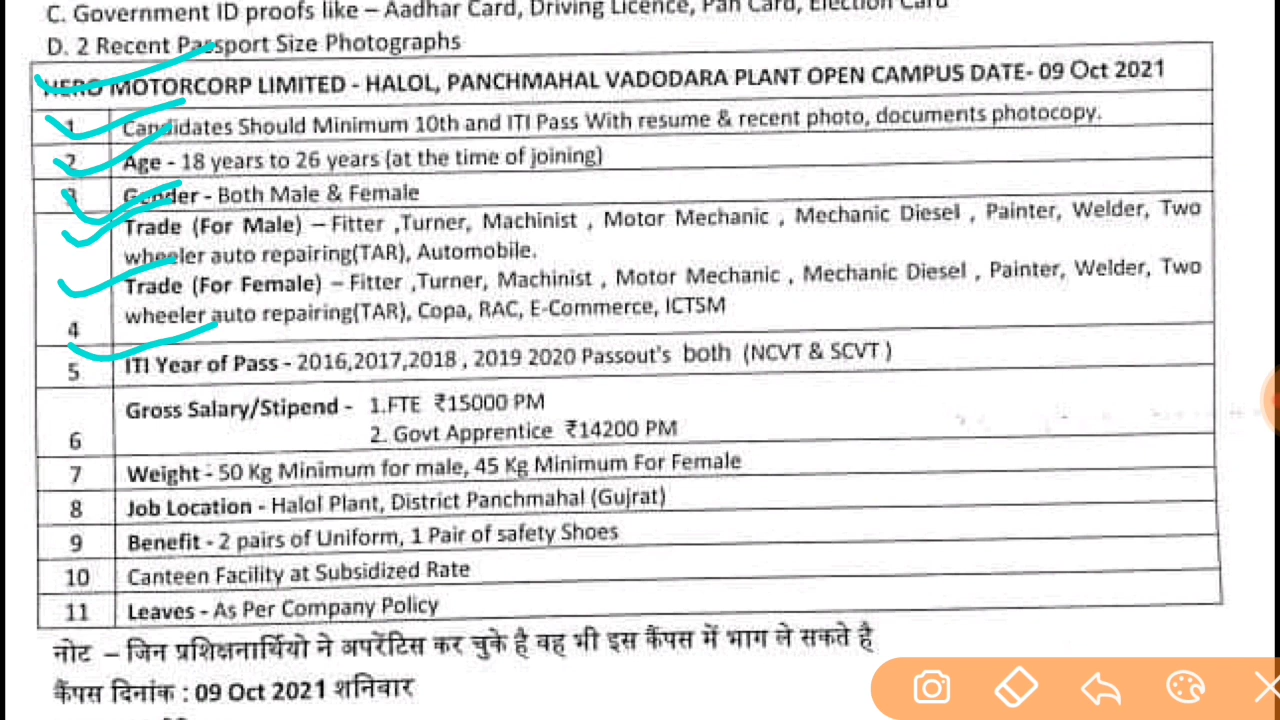 C. Government ID proofs like – Aadhar Card, Driving Licence, Pan Card, Election Card
D. 2 Recent Passport Size Photographs
HERO MOTORCORP LIMITED - HALOL, PANCHMAHAL VADODARA PLANT OPEN CAMPUS DATE- 09 Oct 2021
1 Candidates Should Minimum 10th and ITI Pass With resume & recent photo, documents photocopy.
2 Age - 18 years to 26 years (at the time of joining)
3 Gender - Both Male & Female
Trade (For Male) – Fitter ,Turner, Machinist , Motor Mechanic , Mechanic Diesel , Painter, Welder, Two
wheeler auto repairing(TAR), Automobile.
Trade (For Female) – Fitter ,Turner, Machinist , Motor Mechanic , Mechanic Diesel , Painter, Welder, Two
4 wheeler auto repairing(TAR), Copa, RAC, E-Commerce, ICTSM
5 ITI Year of Pass - 2016,2017,2018 , 2019 2020 Passout's both (NCVT & SCVT )
Gross Salary/Stipend - 1.FTE ₹15000 PM
6 2. Govt Apprentice ₹14200 PM
7 Weight - 50 Kg Minimum for male, 45 Kg Minimum For Female
8 Job Location - Halol Plant, District Panchmahal (Gujrat)
9 Benefit - 2 pairs of Uniform, 1 Pair of safety Shoes
10 Canteen Facility at Subsidized Rate
11 Leaves - As Per Company Policy
नोट – जिन प्रशिक्षनार्थियो ने अपरेंटिस कर चुके है वह भी इस कैंपस में भाग ले सकते है
कैंपस दिनांक : 09 Oct 2021 शनिवार